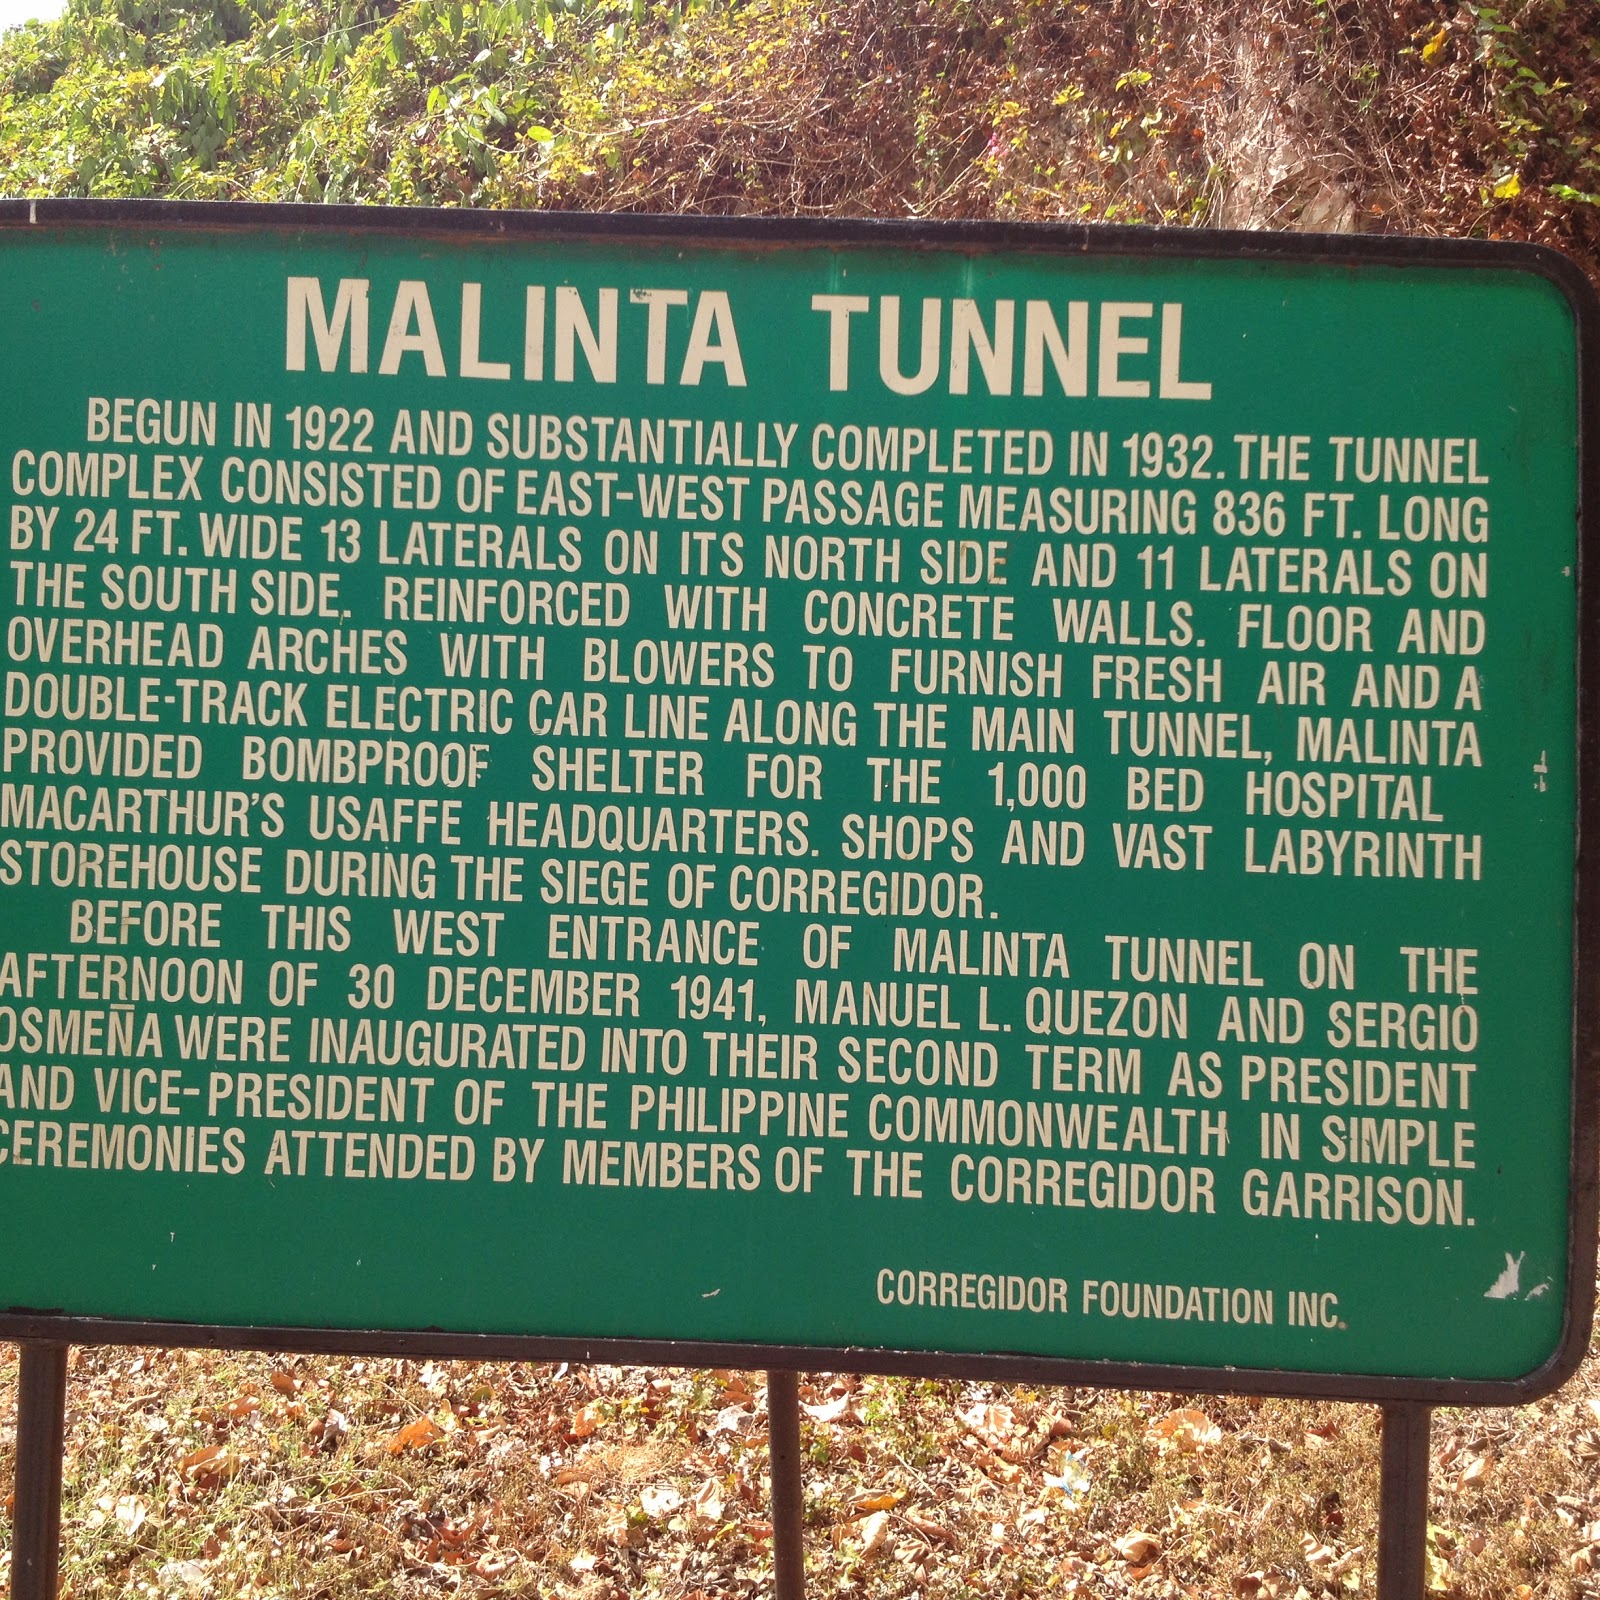 MALINTA TUNNEL
BEGUN IN 1922 AND SUBSTANTIALLY COMPLETED IN 1932. THE TUNNEL
COMPLEX CONSISTED OF EAST-WEST PASSAGE MEASURING 836 FT. LONG
BY 24 FT. WIDE 13 LATERALS ON ITS NORTH SIDE AND 11 LATERALS ON
THE SOUTH SIDE. REINFORCED WITH CONCRETE WALLS. FLOOR AND
OVERHEAD ARCHES WITH BLOWERS TO FURNISH FRESH AIR AND A
DOUBLE-TRACK ELECTRIC CAR LINE ALONG THE MAIN TUNNEL, MALINTA
PROVIDED BOMBPROOF SHELTER FOR THE 1,000 BED HOSPITAL
MACARTHUR'S USAFFE HEADQUARTERS. SHOPS AND VAST LABYRINTH
STOREHOUSE DURING THE SIEGE OF CORREGIDOR.
BEFORE THIS WEST ENTRANCE OF MALINTA TUNNEL ON THE
AFTERNOON OF 30 DECEMBER 1941, MANUEL L. QUEZON AND SERGIO
OSMEÑA WERE INAUGURATED INTO THEIR SECOND TERM AS PRESIDENT
AND VICE-PRESIDENT OF THE PHILIPPINE COMMONWEALTH IN SIMPLE
CEREMONIES ATTENDED BY MEMBERS OF THE CORREGIDOR GARRISON.
CORREGIDOR FOUNDATION INC.